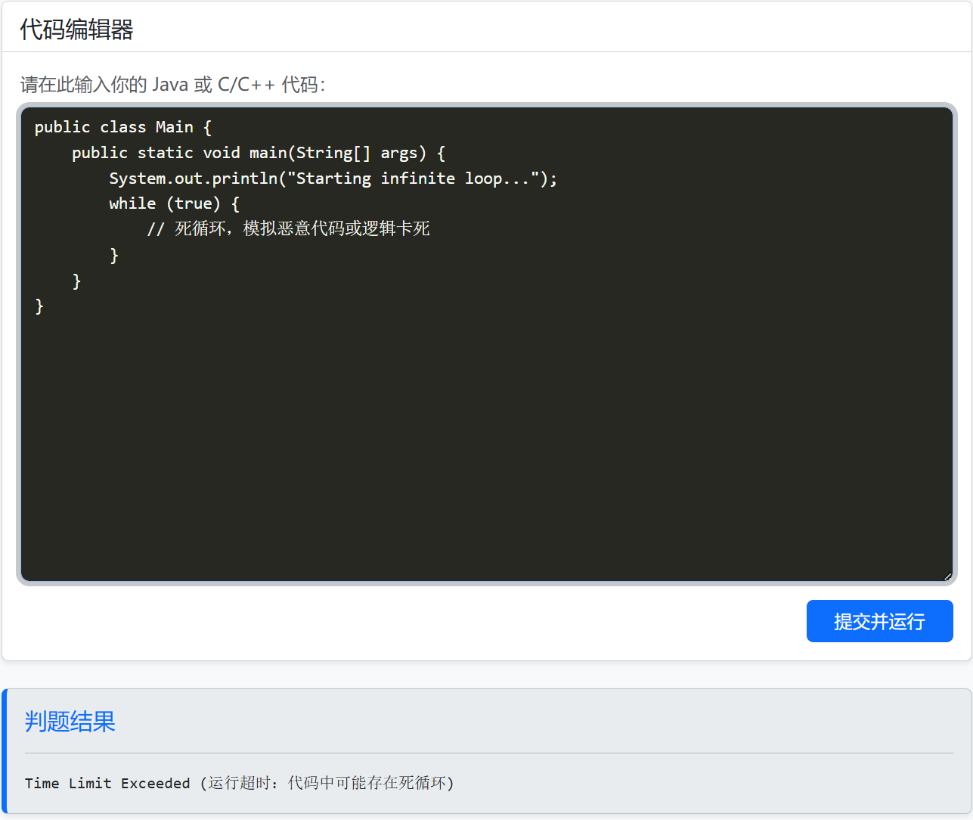 代码编辑器
请在此输入你的 Java 或 C/C++ 代码：
public class Main {
    public static void main(String[] args) {
        System.out.println("Starting infinite loop...");
        while (true) {
            // 死循环，模拟恶意代码或逻辑卡死
        }
    }
}
提交并运行
判题结果
Time Limit Exceeded (运行超时：代码中可能存在死循环)